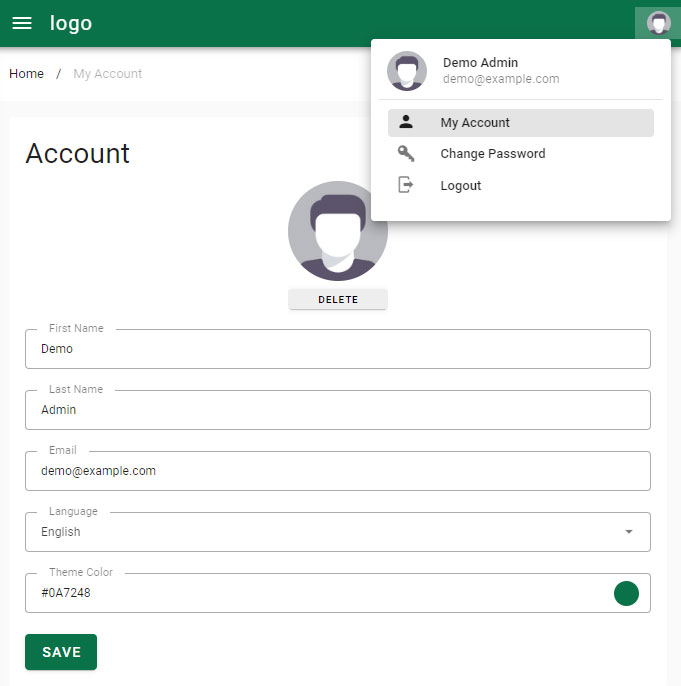 logo
Home / My Account
Demo Admin
demo@example.com
My Account
Change Password
Logout
Account
DELETE
First Name
Demo
Last Name
Admin
Email
demo@example.com
Language
English
Theme Color
#0A7248
SAVE